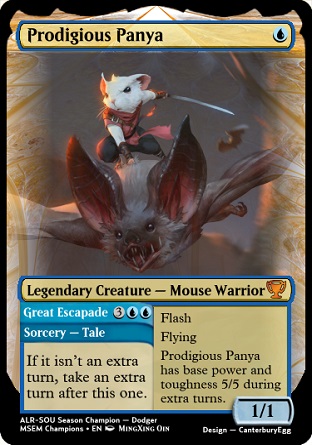 Prodigious Panya
Legendary Creature — Mouse Warrior
Great Escapade 3
Sorcery — Tale
If it isn't an extra
turn, take an extra
turn after this one.
Flash
Flying
Prodigious Panya
has base power and
toughness 5/5 during
extra turns.
1/1
ALR-SOU Season Champion — Dodger
MSEM Champions • EN MingXing Qin
Design — CanterburyEgg